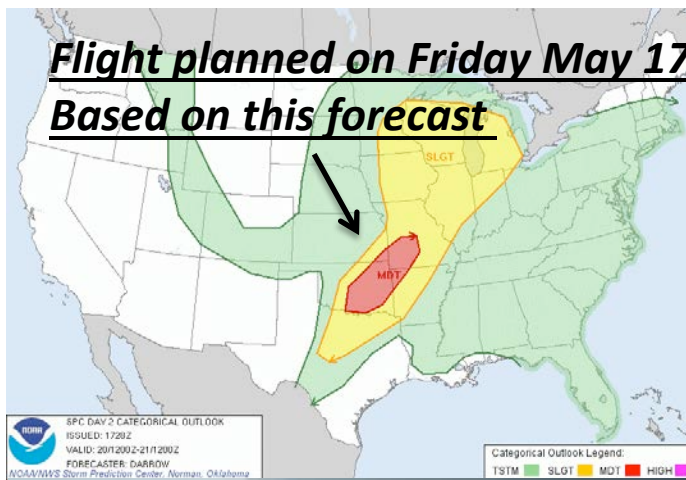 Flight planned on Friday May 17
Based on this forecast
SLGT
MDT
SPC DAY 2 CATEGORICAL OUTLOOK
ISSUED: 1728Z
VALID: 20/1200Z-21/1200Z
FORECASTER: DARROW
NOAA/NWS Storm Prediction Center, Norman, Oklahoma
NOAA
Categorical Outlook Legend:
TSTM SLGT MDT HIGH